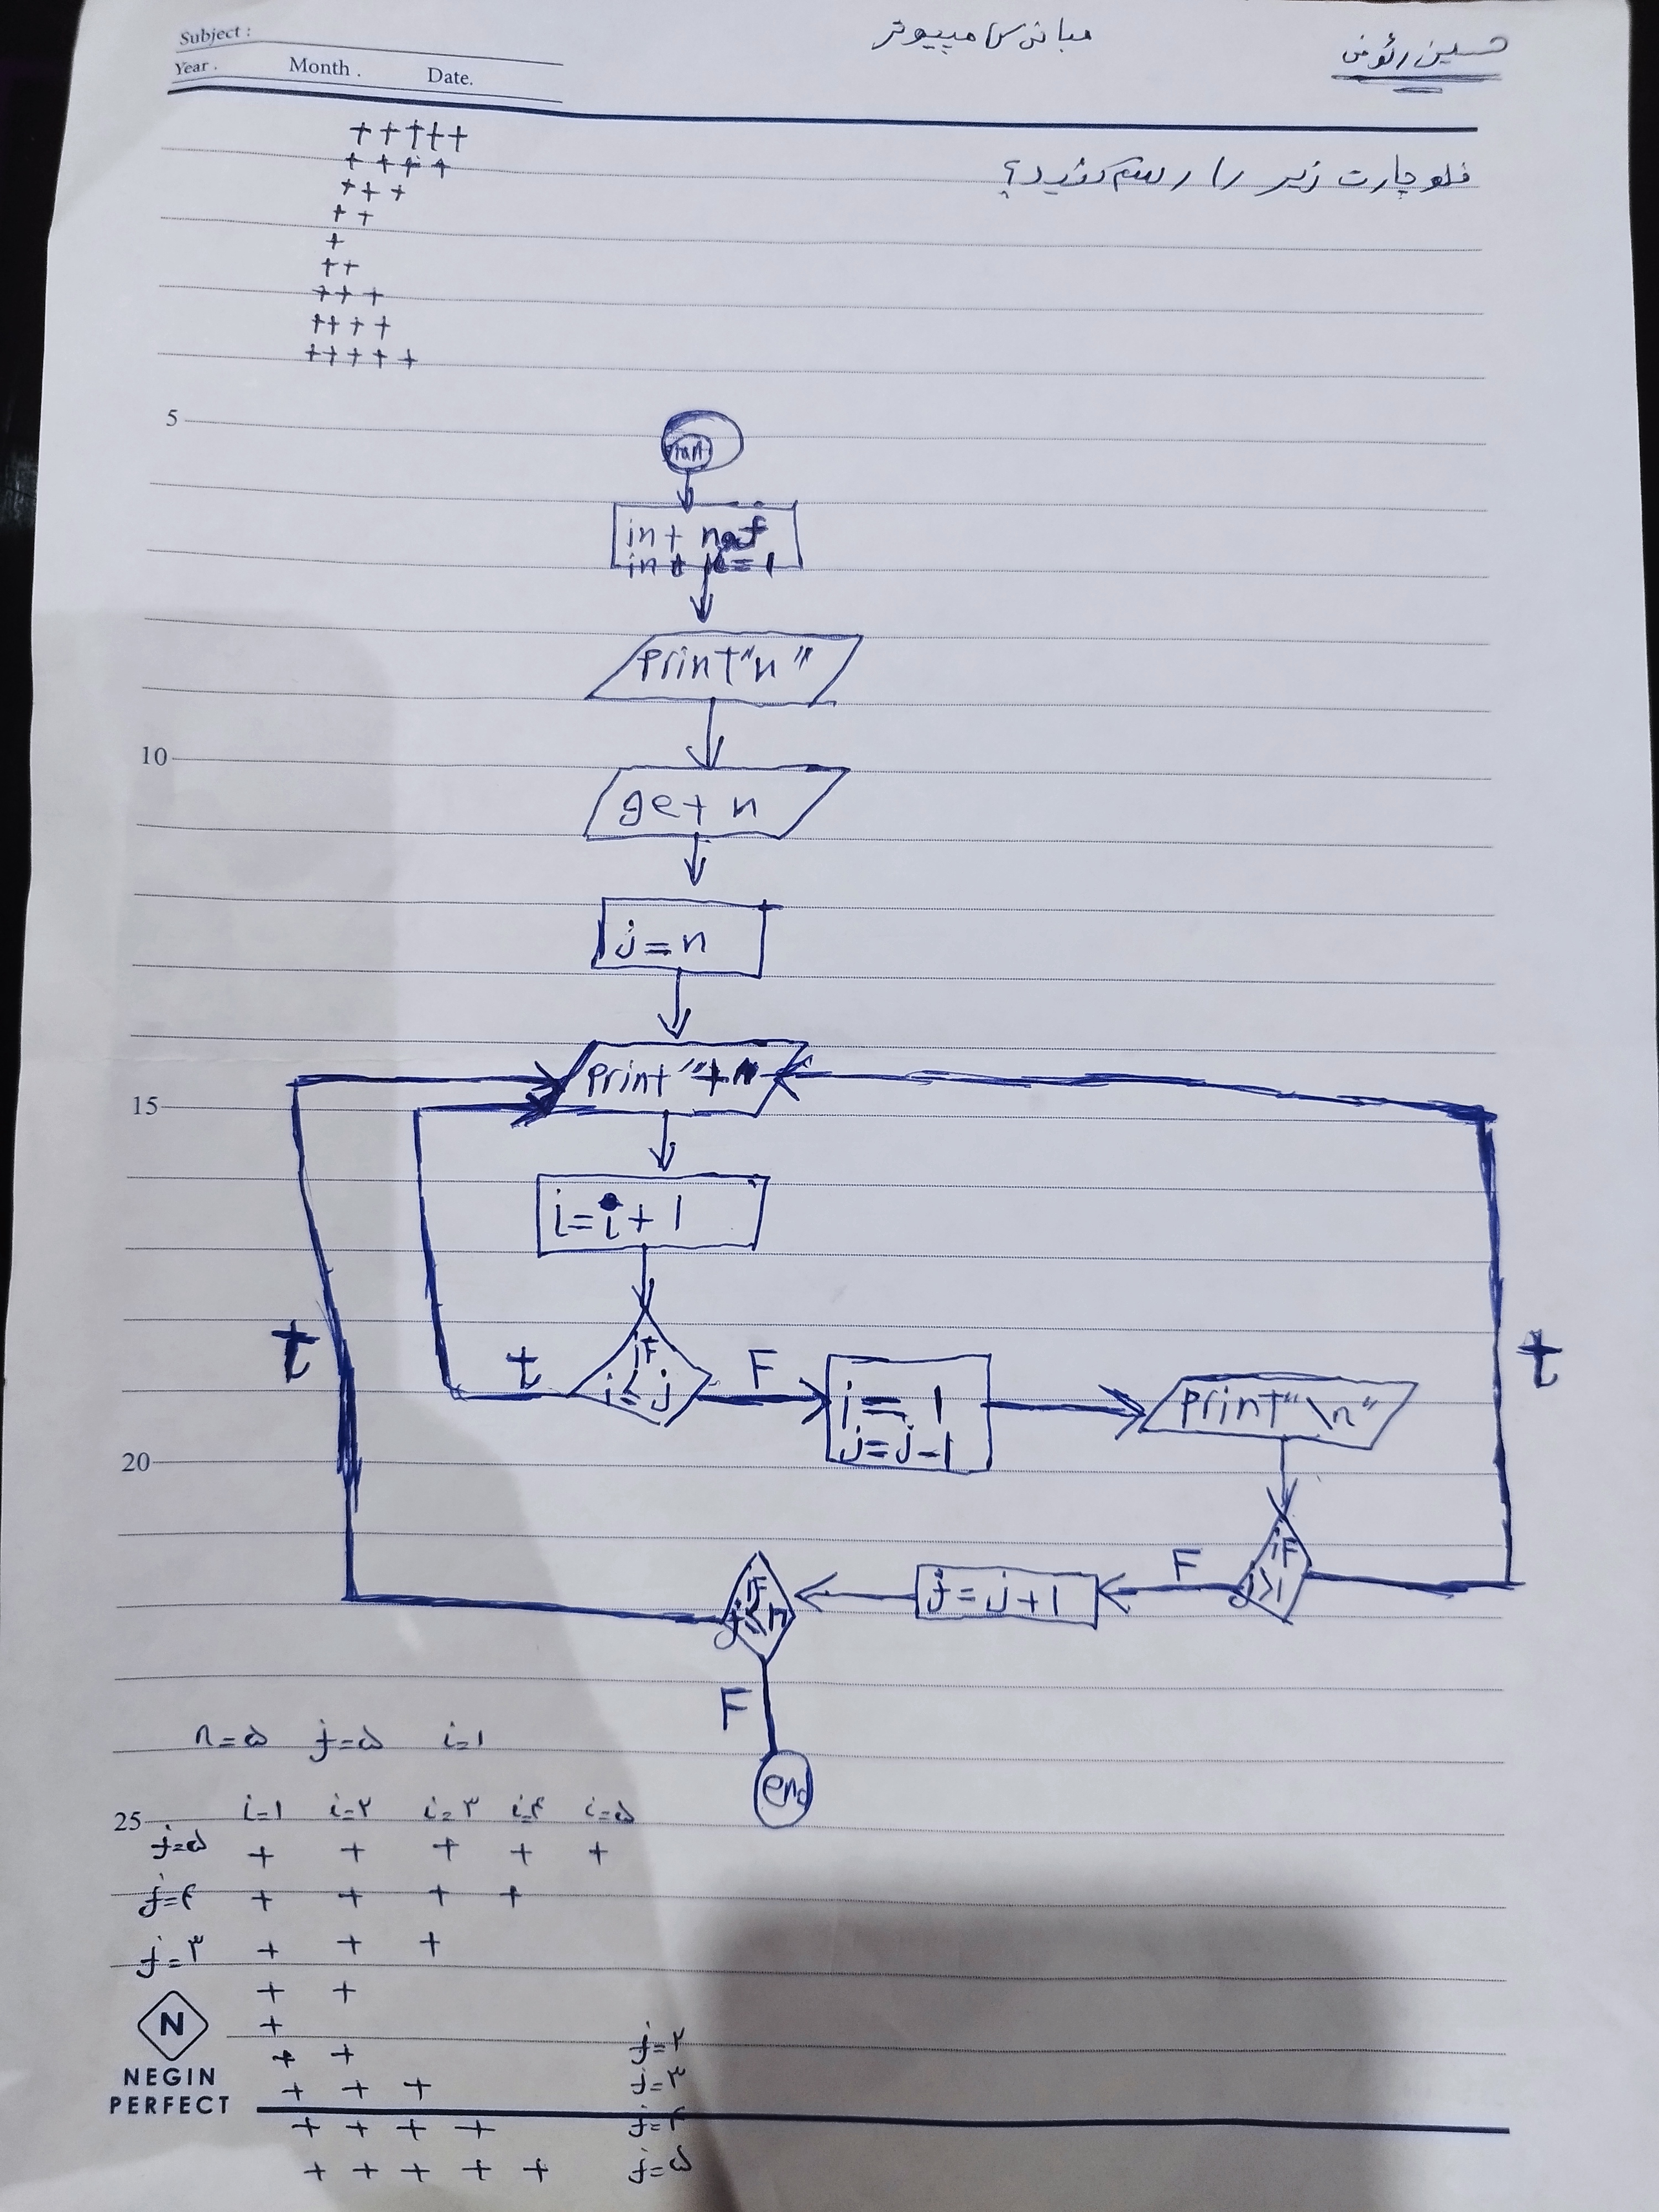 Subject :
Year . Month . Date.
مبانی کامپیوتر
حسین رئوفی
فلوچارت زیر را رسم کنید؟
+++++
++++
+++
++
+
++
+++
++++
+++++
5
start
int
int =1
print"n"
10
get n
j=n
print "+"
15
i=i+1
if
i≤j
t
F
i=1
j=j-1
print"\n"
if
j>1
t
F
j=j+1
20
if
j≤n
t
F
end
n=۵ j=۵ i=1
25
i=1 i=۲ i=۳ i=۴ i=۵
j=۵ + + + + +
j=۴ + + + +
j=۳ + + +
+ +
+
+ + j=۲
+ + + j=۳
+ + + + j=۴
+ + + + + j=۵
N
NEGIN
PERFECT